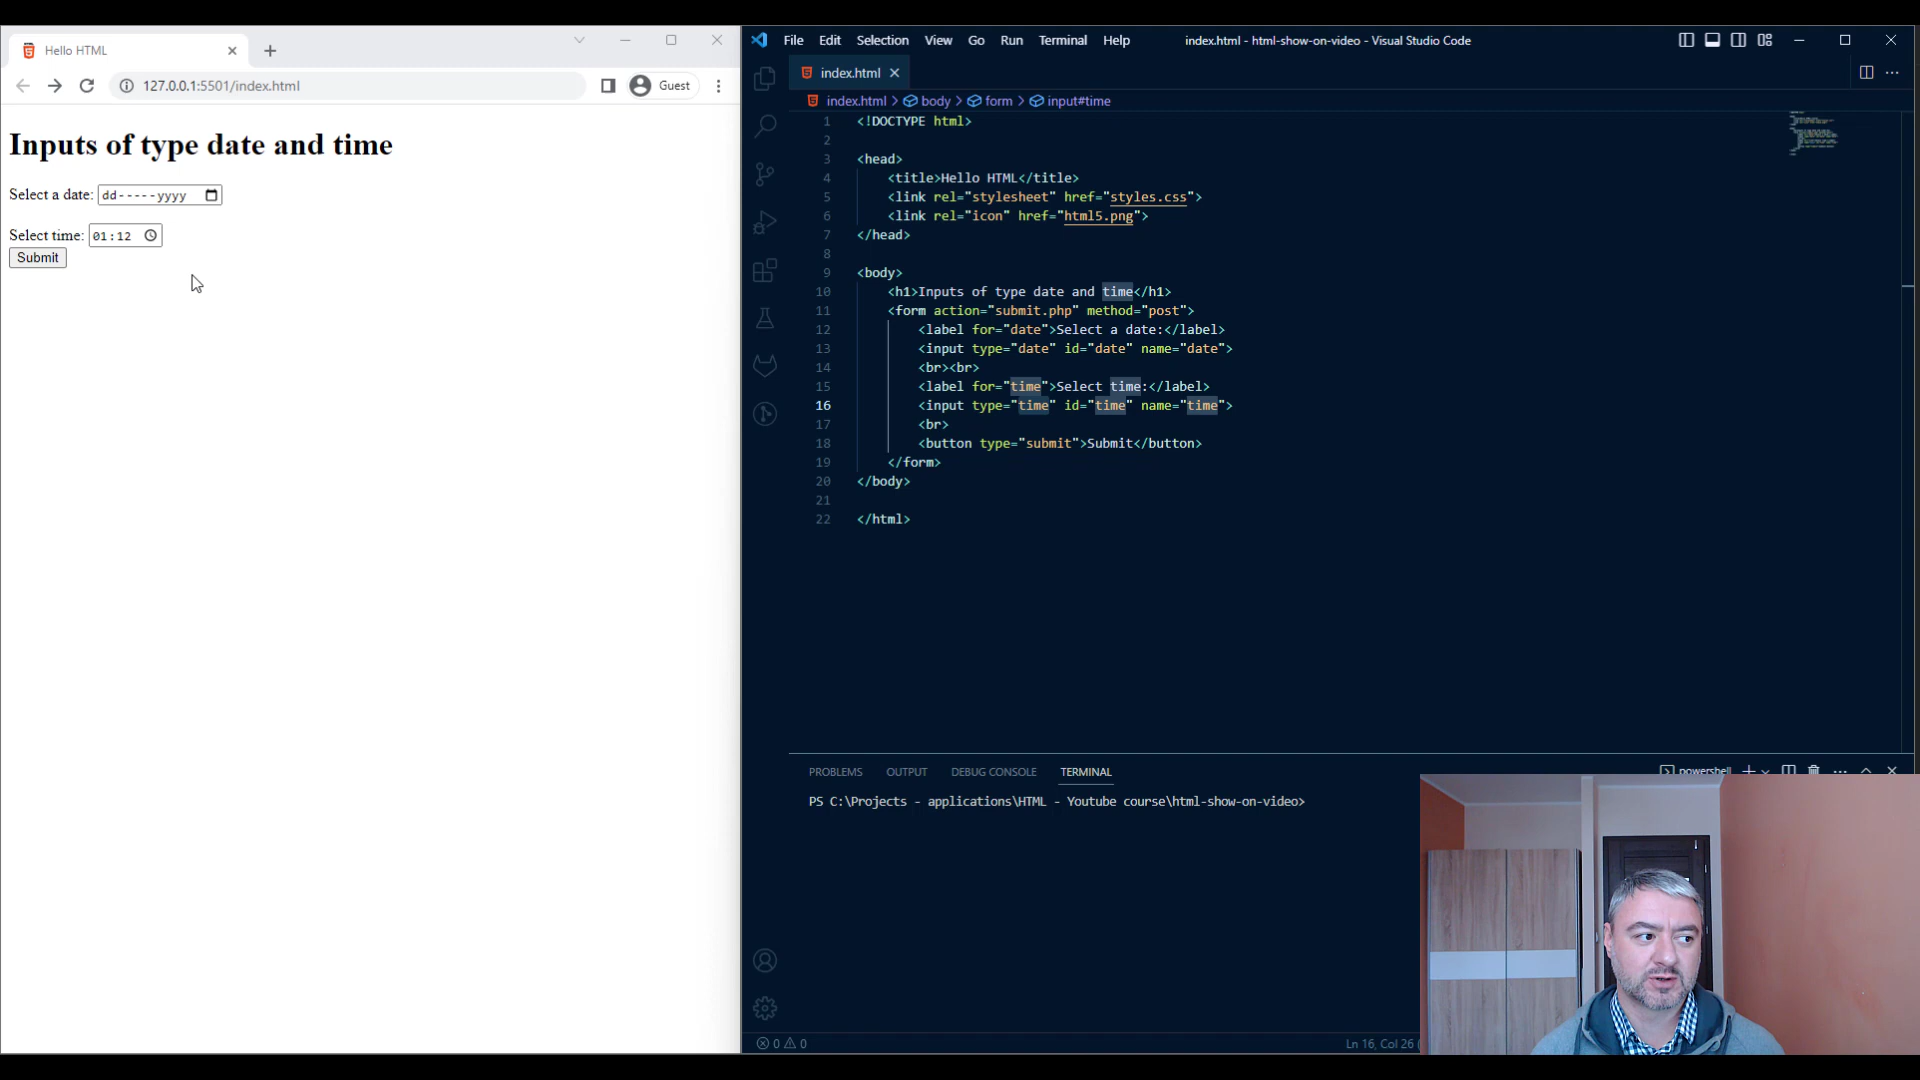 Hello HTML
127.0.0.1:5501/index.html
Guest
Inputs of type date and time
Select a date: dd-----yyyy
Select time: 01:12
Submit
File Edit Selection View Go Run Terminal Help
index.html - html-show-on-video - Visual Studio Code
index.html
index.html > body > form > input#time
1 <!DOCTYPE html>
2
3 <head>
4 <title>Hello HTML</title>
5 <link rel="stylesheet" href="styles.css">
6 <link rel="icon" href="html5.png">
7 </head>
8
9 <body>
10 <h1>Inputs of type date and time</h1>
11 <form action="submit.php" method="post">
12 <label for="date">Select a date:</label>
13 <input type="date" id="date" name="date">
14 <br><br>
15 <label for="time">Select time:</label>
16 <input type="time" id="time" name="time">
17 <br>
18 <button type="submit">Submit</button>
19 </form>
20 </body>
21
22 </html>
PROBLEMS OUTPUT DEBUG CONSOLE TERMINAL
powershell
PS C:\Projects - applications\HTML - Youtube course\html-show-on-video>
0 0
Ln 16, Col 26 (